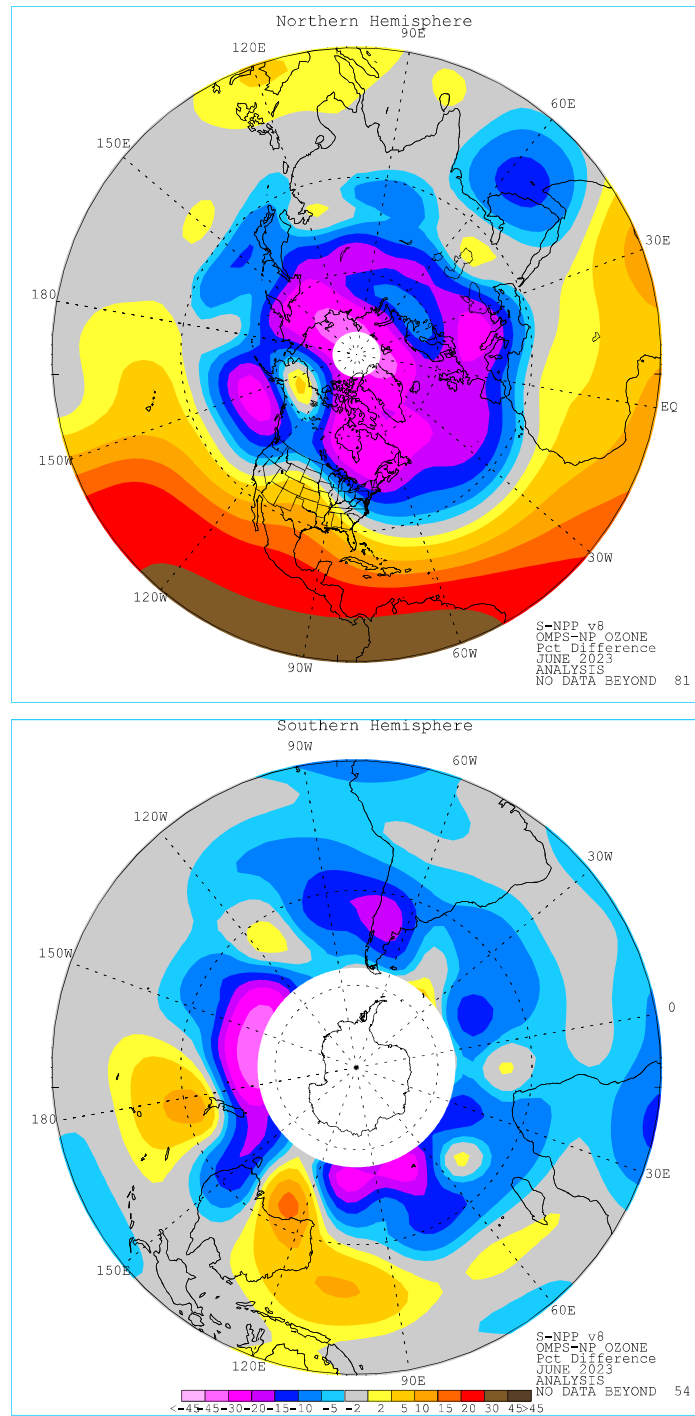 Northern Hemisphere
90E
120E
60E
150E
30E
180
EQ
150W
30W
120W
60W
90W
S-NPP v8
OMPS-NP OZONE
Pct Difference
JUNE 2023
ANALYSIS
NO DATA BEYOND 81
Southern Hemisphere
90W
60W
120W
30W
150W
0
180
30E
150E
60E
120E
90E
S-NPP v8
OMPS-NP OZONE
Pct Difference
JUNE 2023
ANALYSIS
NO DATA BEYOND 54
<-45 -45 -30 -20 -15 -10 -5 -2 2 5 10 15 20 30 45 >45